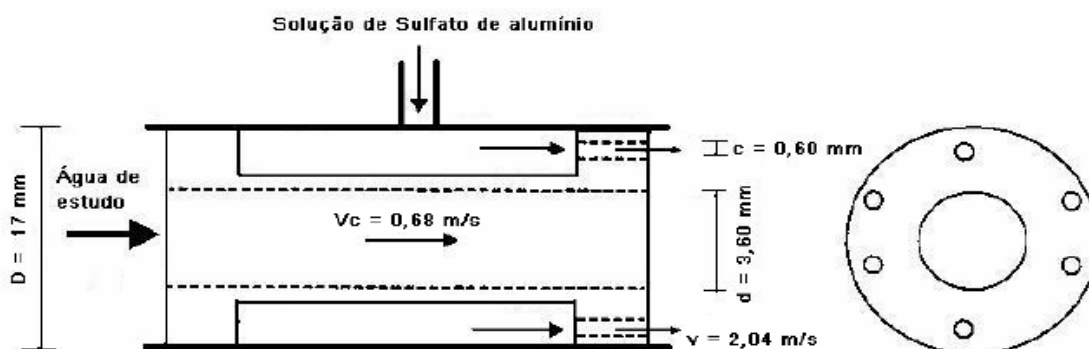 Solução de Sulfato de alumínio
D = 17 mm
Água de
estudo
Vc = 0,68 m/s
c = 0,60 mm
d = 3,60 mm
v = 2,04 m/s